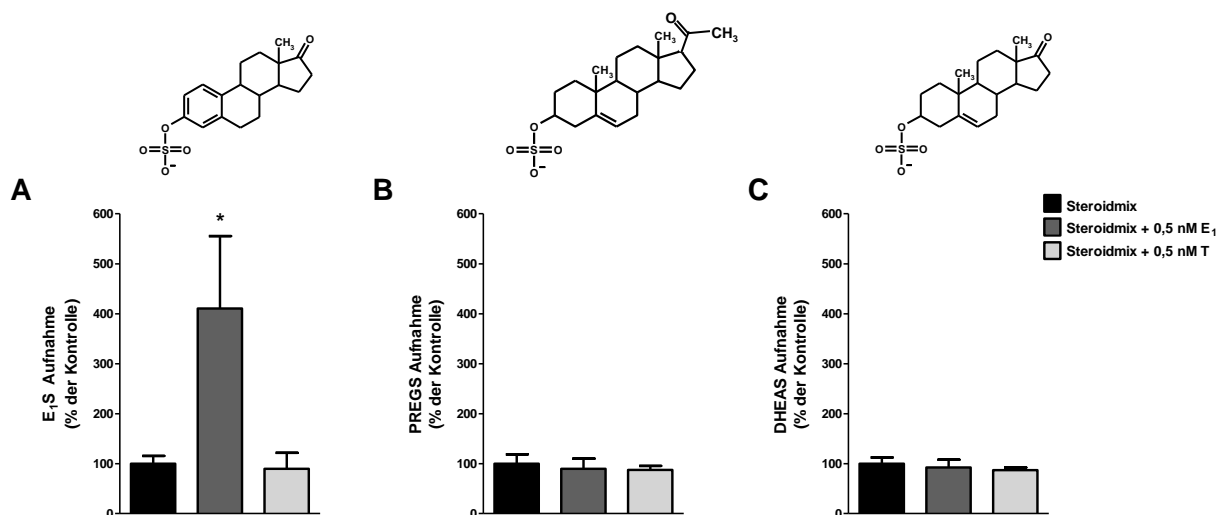 CH₃
O
O
O S O
O⁻
O
CH₃
CH₃
CH₃
O
O S O
O⁻
CH₃
O
CH₃
O
O S O
O⁻
A
B
C
Steroidmix
Steroidmix + 0,5 nM E₁
Steroidmix + 0,5 nM T
E₁S Aufnahme
(% der Kontrolle)
600
500
400
300
200
100
0
*
PREGS Aufnahme
(% der Kontrolle)
600
500
400
300
200
100
0
DHEAS Aufnahme
(% der Kontrolle)
600
500
400
300
200
100
0